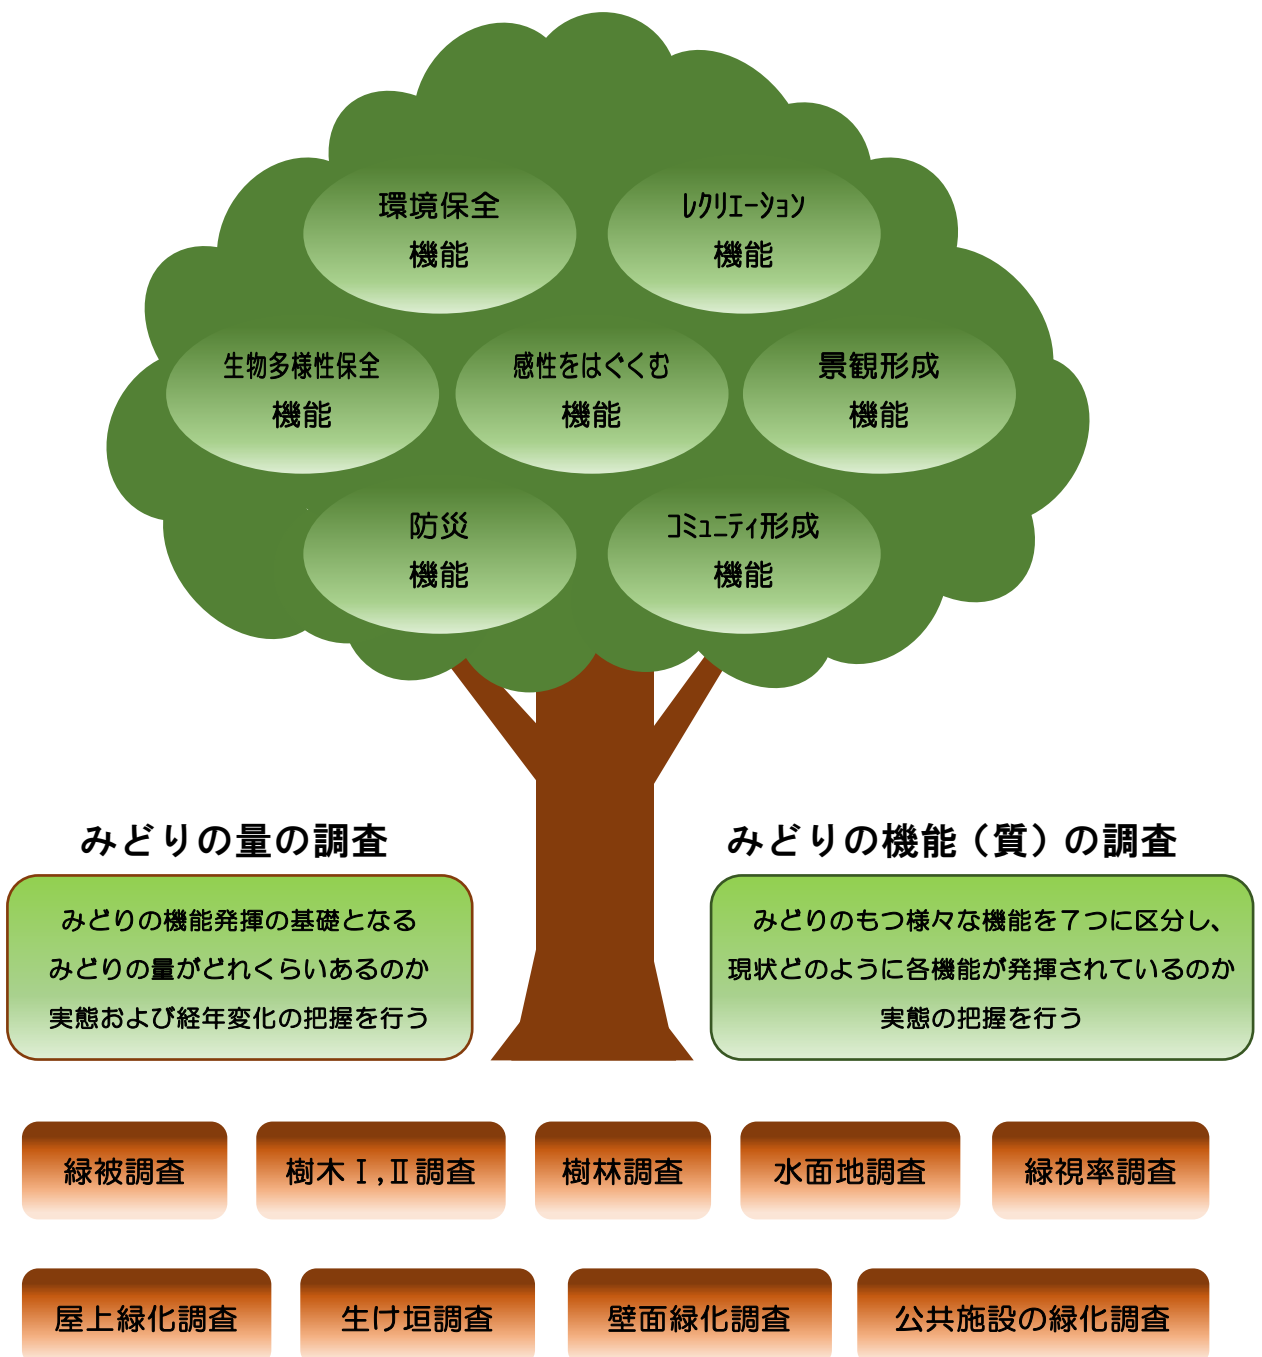 環境保全
機能
ﾚｸﾘｴｰｼｮﾝ
機能
生物多様性保全
機能
感性をはぐくむ
機能
景観形成
機能
防災
機能
ｺﾐｭﾆﾃｨ形成
機能
みどりの量の調査
みどりの機能発揮の基礎となる
みどりの量がどれくらいあるのか
実態および経年変化の把握を行う
みどりの機能（質）の調査
みどりのもつ様々な機能を７つに区分し、
現状どのように各機能が発揮されているのか
実態の把握を行う
緑被調査
樹木Ⅰ,Ⅱ調査
樹林調査
水面地調査
緑視率調査
屋上緑化調査
生け垣調査
壁面緑化調査
公共施設の緑化調査